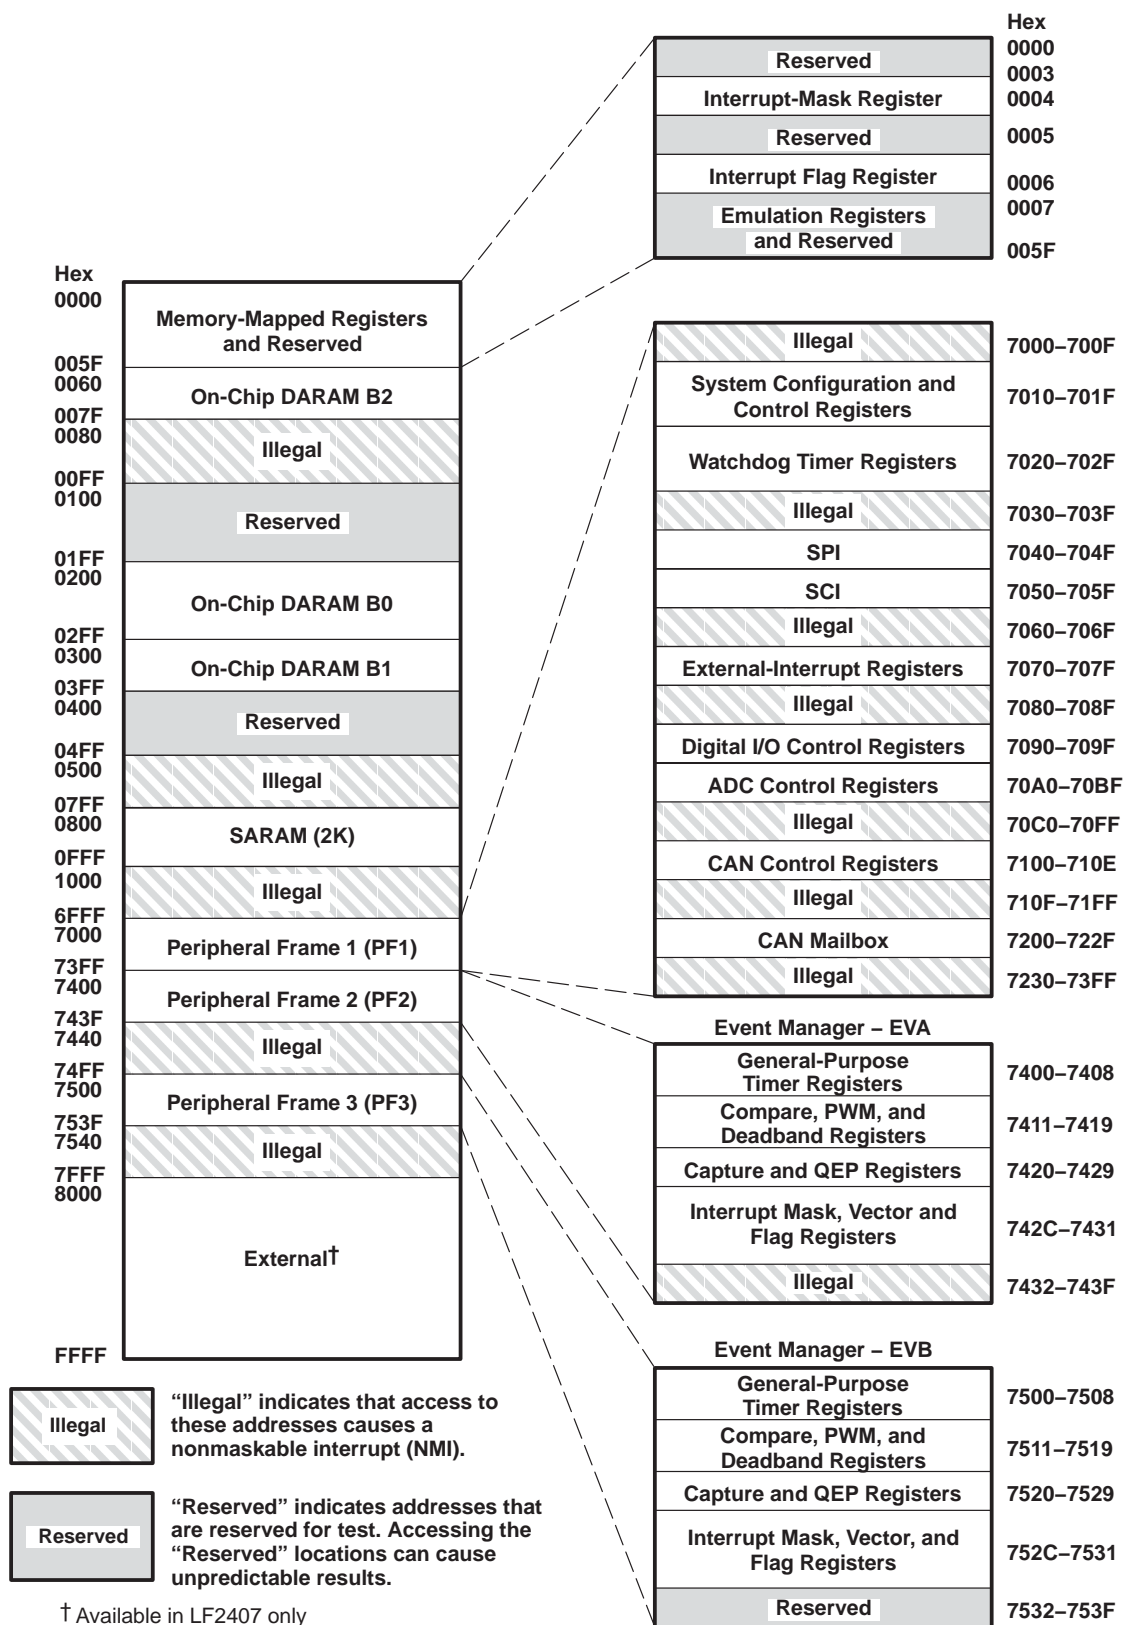 Hex
0000
Reserved
0003
Interrupt-Mask Register
0004
Reserved
0005
Interrupt Flag Register
0006
0007
Emulation Registers
and Reserved
005F
Hex
0000
Memory-Mapped Registers
and Reserved
005F
0060
On-Chip DARAM B2
007F
0080
Illegal
00FF
0100
Reserved
01FF
0200
On-Chip DARAM B0
02FF
0300
On-Chip DARAM B1
03FF
0400
Reserved
04FF
0500
Illegal
07FF
0800
SARAM (2K)
0FFF
1000
Illegal
6FFF
7000
Peripheral Frame 1 (PF1)
73FF
7400
Peripheral Frame 2 (PF2)
743F
7440
Illegal
74FF
7500
Peripheral Frame 3 (PF3)
753F
7540
Illegal
7FFF
8000
External†
FFFF
Illegal
7000–700F
System Configuration and
Control Registers
7010–701F
Watchdog Timer Registers
7020–702F
Illegal
7030–703F
SPI
7040–704F
SCI
7050–705F
Illegal
7060–706F
External-Interrupt Registers
7070–707F
Illegal
7080–708F
Digital I/O Control Registers
7090–709F
ADC Control Registers
70A0–70BF
Illegal
70C0–70FF
CAN Control Registers
7100–710E
Illegal
710F–71FF
CAN Mailbox
7200–722F
Illegal
7230–73FF
Event Manager – EVA
General-Purpose
Timer Registers
7400–7408
Compare, PWM, and
Deadband Registers
7411–7419
Capture and QEP Registers
7420–7429
Interrupt Mask, Vector and
Flag Registers
742C–7431
Illegal
7432–743F
Event Manager – EVB
General-Purpose
Timer Registers
7500–7508
Compare, PWM, and
Deadband Registers
7511–7519
Capture and QEP Registers
7520–7529
Interrupt Mask, Vector, and
Flag Registers
752C–7531
Reserved
7532–753F
Illegal
“Illegal” indicates that access to
these addresses causes a
nonmaskable interrupt (NMI).
Reserved
“Reserved” indicates addresses that
are reserved for test. Accessing the
“Reserved” locations can cause
unpredictable results.
† Available in LF2407 only